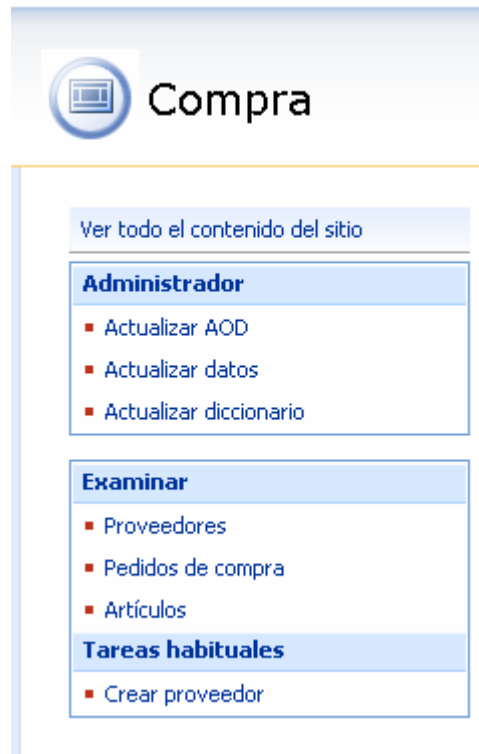 Compra
Ver todo el contenido del sitio
Administrador
Actualizar AOD
Actualizar datos
Actualizar diccionario
Examinar
Proveedores
Pedidos de compra
Artículos
Tareas habituales
Crear proveedor